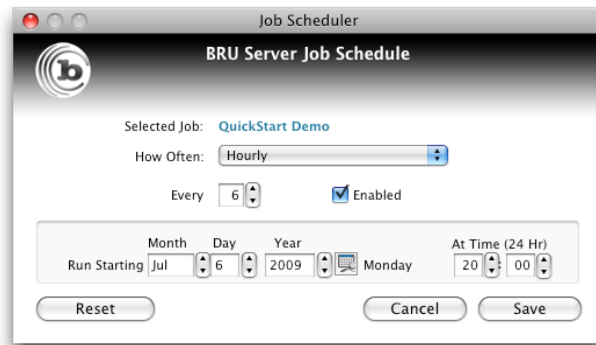 Job Scheduler
b
BRU Server Job Schedule
Selected Job: QuickStart Demo
How Often: Hourly
Every 6 Enabled
Month Day Year At Time (24 Hr)
Run Starting Jul 6 2009 Monday 20 : 00
Reset Cancel Save